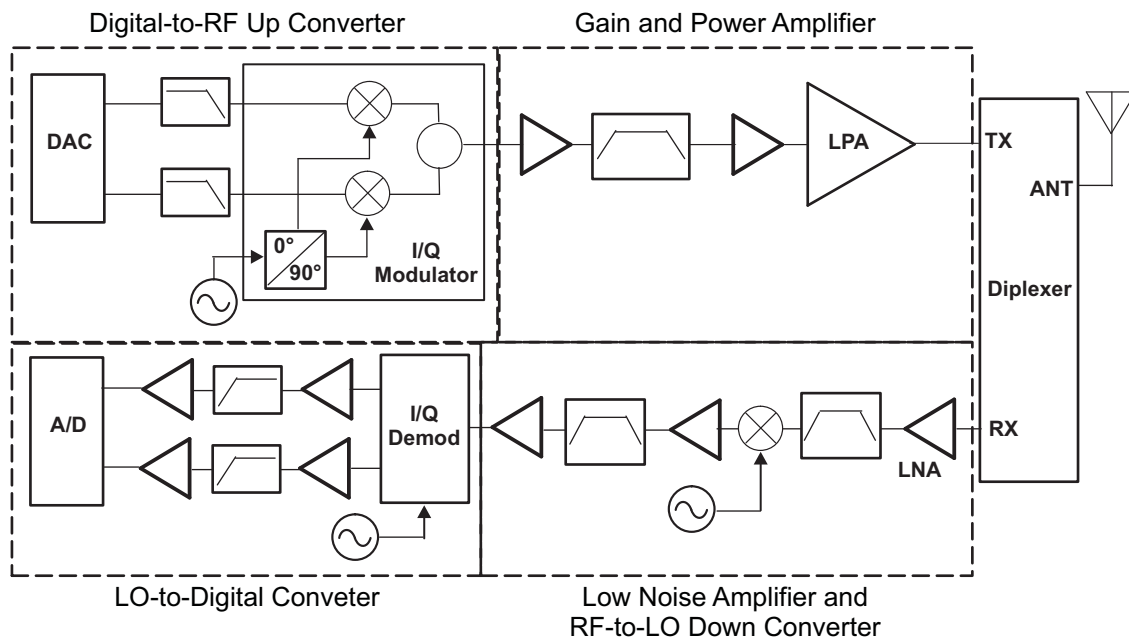 Digital-to-RF Up Converter
Gain and Power Amplifier
DAC
0°
90°
I/Q
Modulator
LPA
TX
ANT
Diplexer
RX
A/D
I/Q
Demod
LNA
LO-to-Digital Conveter
Low Noise Amplifier and
RF-to-LO Down Converter